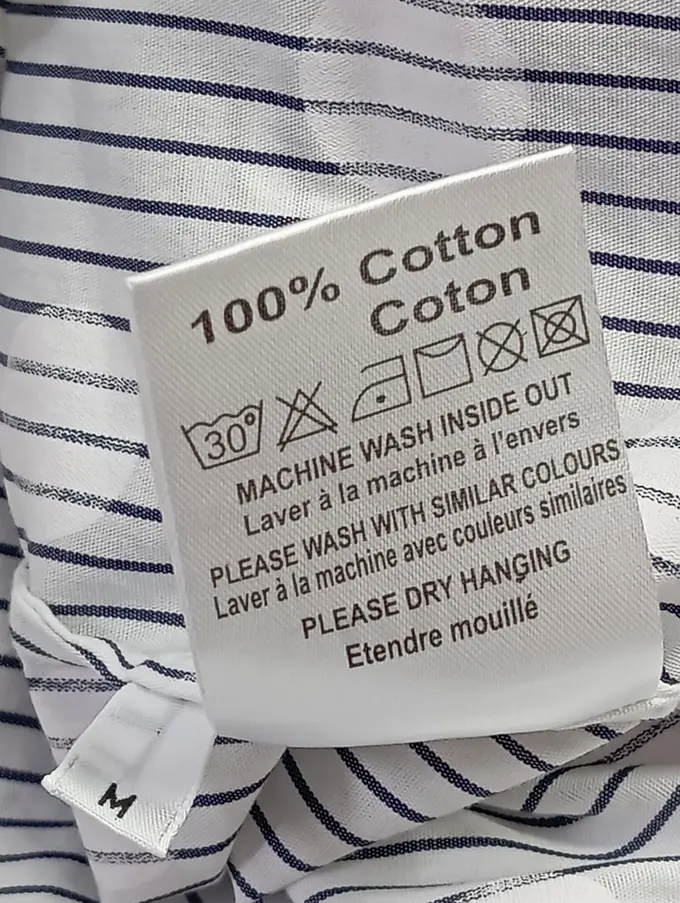 100% Cotton
Coton
30°
MACHINE WASH INSIDE OUT
Laver à la machine à l'envers
PLEASE WASH WITH SIMILAR COLOURS
Laver à la machine avec couleurs similaires
PLEASE DRY HANGING
Etendre mouillé
M